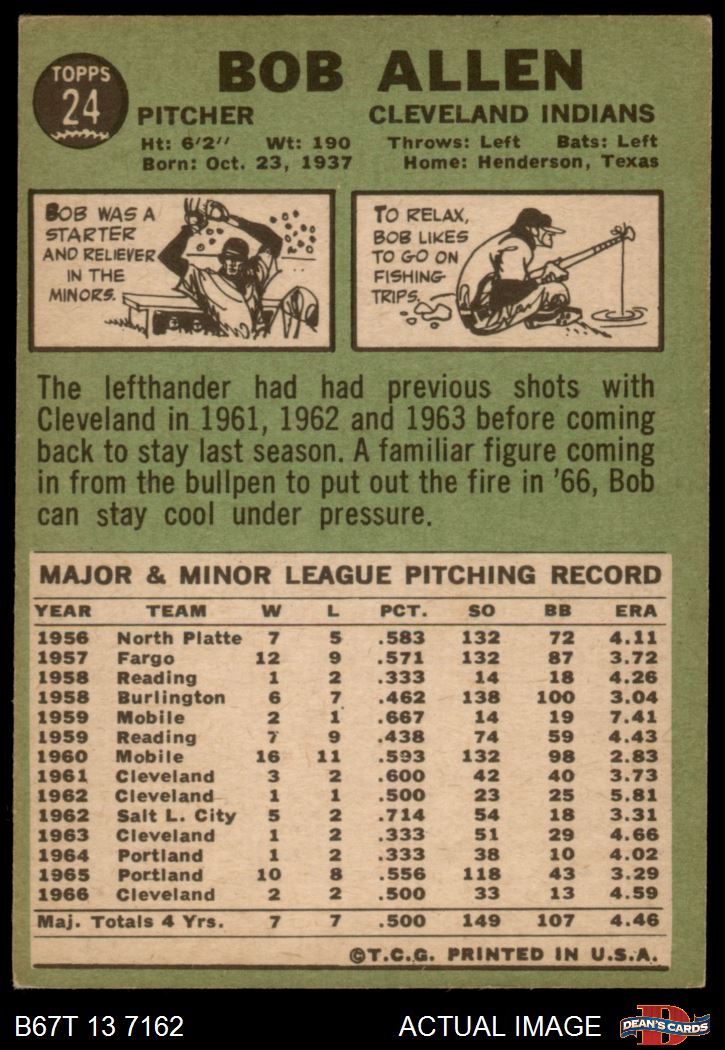 TOPPS
24
BOB ALLEN
PITCHER CLEVELAND INDIANS
Ht: 6'2" Wt: 190 Throws: Left Bats: Left
Born: Oct. 23, 1937 Home: Henderson, Texas
BOB WAS A
STARTER
AND RELIEVER
IN THE
MINORS.
TO RELAX,
BOB LIKES
TO GO ON
FISHING
TRIPS.
The lefthander had had previous shots with
Cleveland in 1961, 1962 and 1963 before coming
back to stay last season. A familiar figure coming
in from the bullpen to put out the fire in '66, Bob
can stay cool under pressure.
MAJOR & MINOR LEAGUE PITCHING RECORD
YEAR TEAM W L PCT. SO BB ERA
1956 North Platte 7 5 .583 132 72 4.11
1957 Fargo 12 9 .571 132 87 3.72
1958 Reading 1 2 .333 14 18 4.26
1958 Burlington 6 7 .462 138 100 3.04
1959 Mobile 2 1 .667 14 19 7.41
1959 Reading 7 9 .438 74 59 4.43
1960 Mobile 16 11 .593 132 98 2.83
1961 Cleveland 3 2 .600 42 40 3.73
1962 Cleveland 1 1 .500 23 25 5.81
1962 Salt L. City 5 2 .714 54 18 3.31
1963 Cleveland 1 2 .333 51 29 4.66
1964 Portland 1 2 .333 38 10 4.02
1965 Portland 10 8 .556 118 43 3.29
1966 Cleveland 2 2 .500 33 13 4.59
Maj. Totals 4 Yrs. 7 7 .500 149 107 4.46
©T.C.G. PRINTED IN U.S.A.
B67T 13 7162 ACTUAL IMAGE
D
DEAN'S CARDS